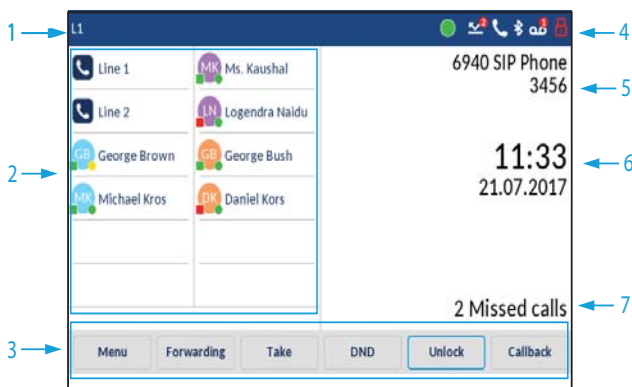 1
L1
2
1
4
Line 1
MK Ms. Kaushal
6940 SIP Phone
3456
5
Line 2
LN Logendra Naidu
2
GB George Brown
GB George Bush
11:33
6
21.07.2017
MK Michael Kros
DK Daniel Kors
2 Missed calls
7
3
Menu
Forwarding
Take
DND
Unlock
Callback